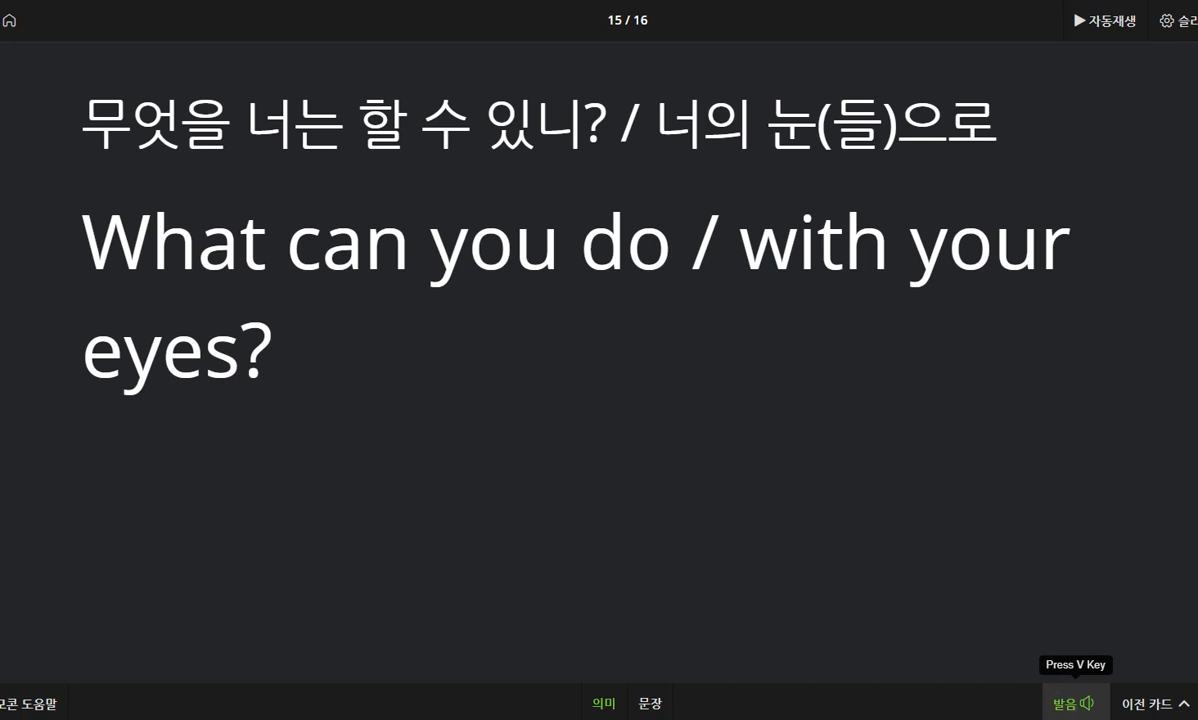 15 / 16
자동재생
무엇을 너는 할 수 있니? / 너의 눈(들)으로
What can you do / with your
eyes?
Press V Key
도움말
의미
문장
발음
이전 카드